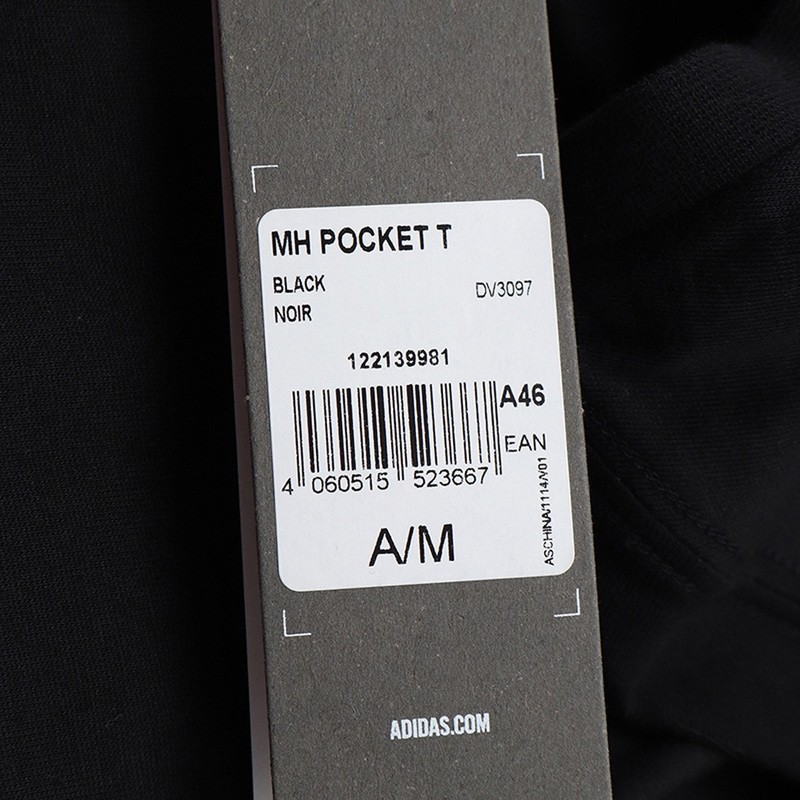 MH POCKET T
BLACK
DV3097
NOIR
122139981
A46
EAN
4 060515 523667
ASCHINA/1114/V01
A/M
ADIDAS.COM